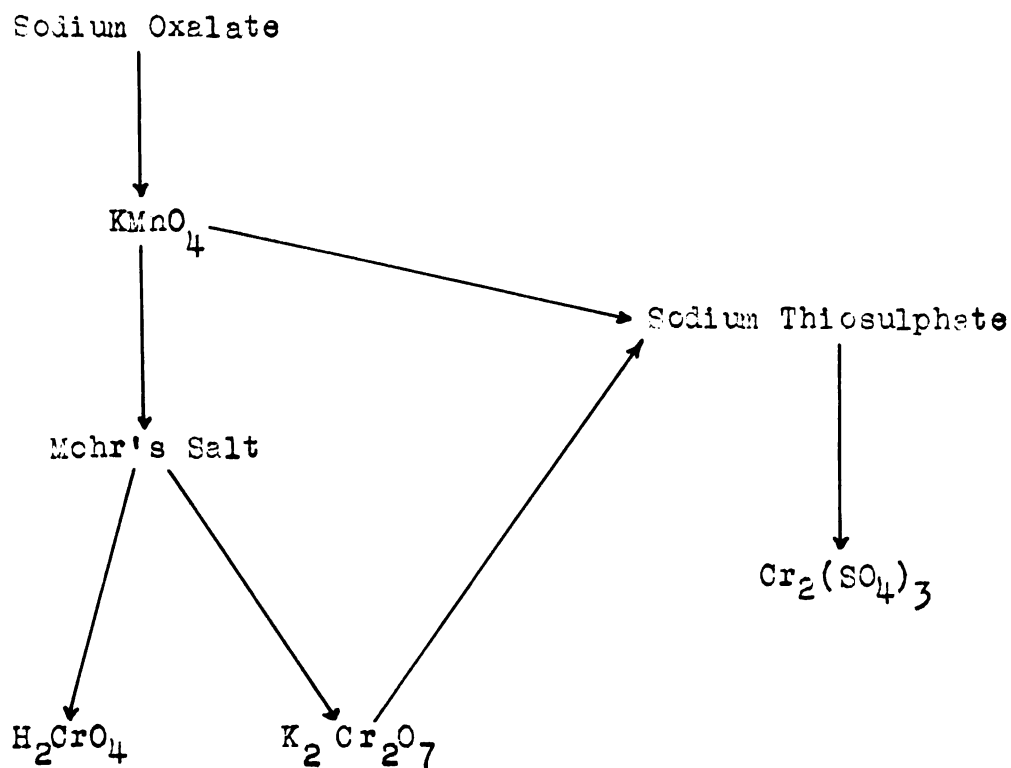 Sodium Oxalate
KMnO4
Sodium Thiosulphate
Mohr's Salt
Cr2(SO4)3
H2CrO4 K2Cr2O7